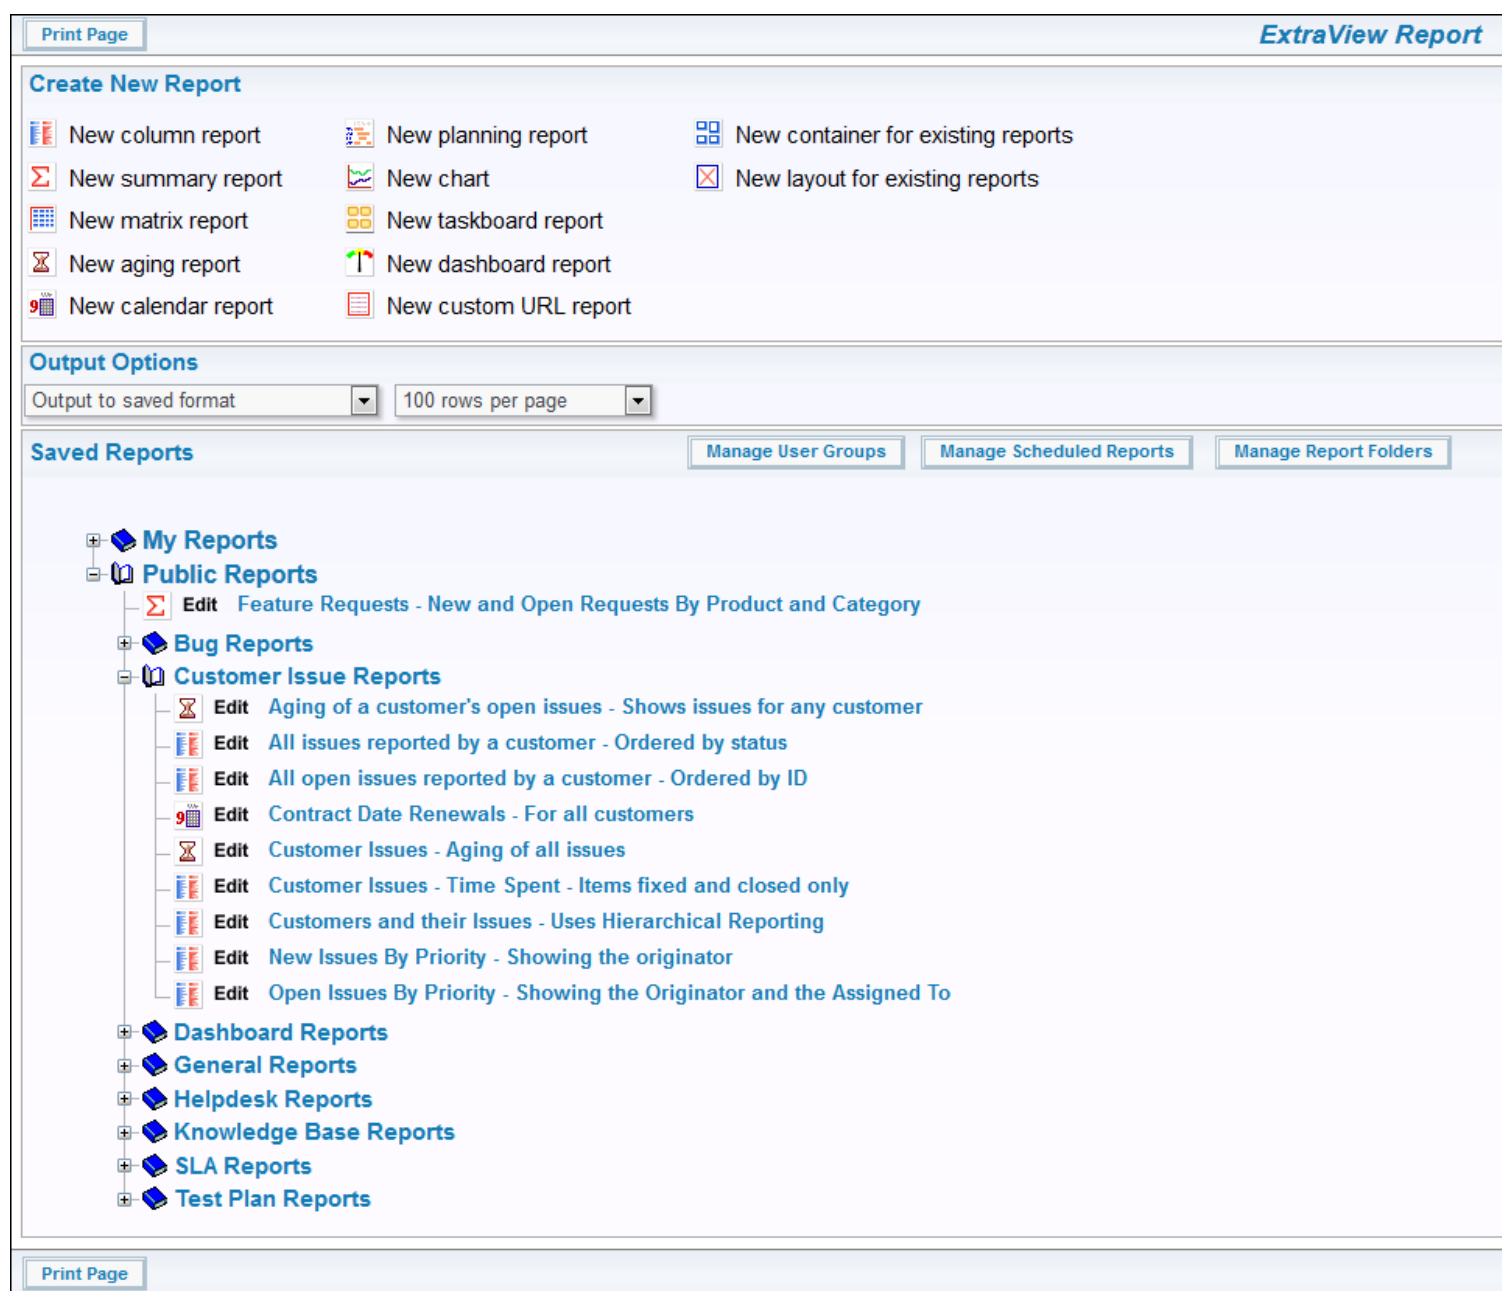 Print Page
ExtraView Report
Create New Report
New column report
New planning report
New container for existing reports
New summary report
New chart
New layout for existing reports
New matrix report
New taskboard report
New aging report
New dashboard report
New calendar report
New custom URL report
Output Options
Output to saved format
100 rows per page
Saved Reports
Manage User Groups
Manage Scheduled Reports
Manage Report Folders
My Reports
Public Reports
Edit Feature Requests - New and Open Requests By Product and Category
Bug Reports
Customer Issue Reports
Edit Aging of a customer's open issues - Shows issues for any customer
Edit All issues reported by a customer - Ordered by status
Edit All open issues reported by a customer - Ordered by ID
Edit Contract Date Renewals - For all customers
Edit Customer Issues - Aging of all issues
Edit Customer Issues - Time Spent - Items fixed and closed only
Edit Customers and their Issues - Uses Hierarchical Reporting
Edit New Issues By Priority - Showing the originator
Edit Open Issues By Priority - Showing the Originator and the Assigned To
Dashboard Reports
General Reports
Helpdesk Reports
Knowledge Base Reports
SLA Reports
Test Plan Reports
Print Page